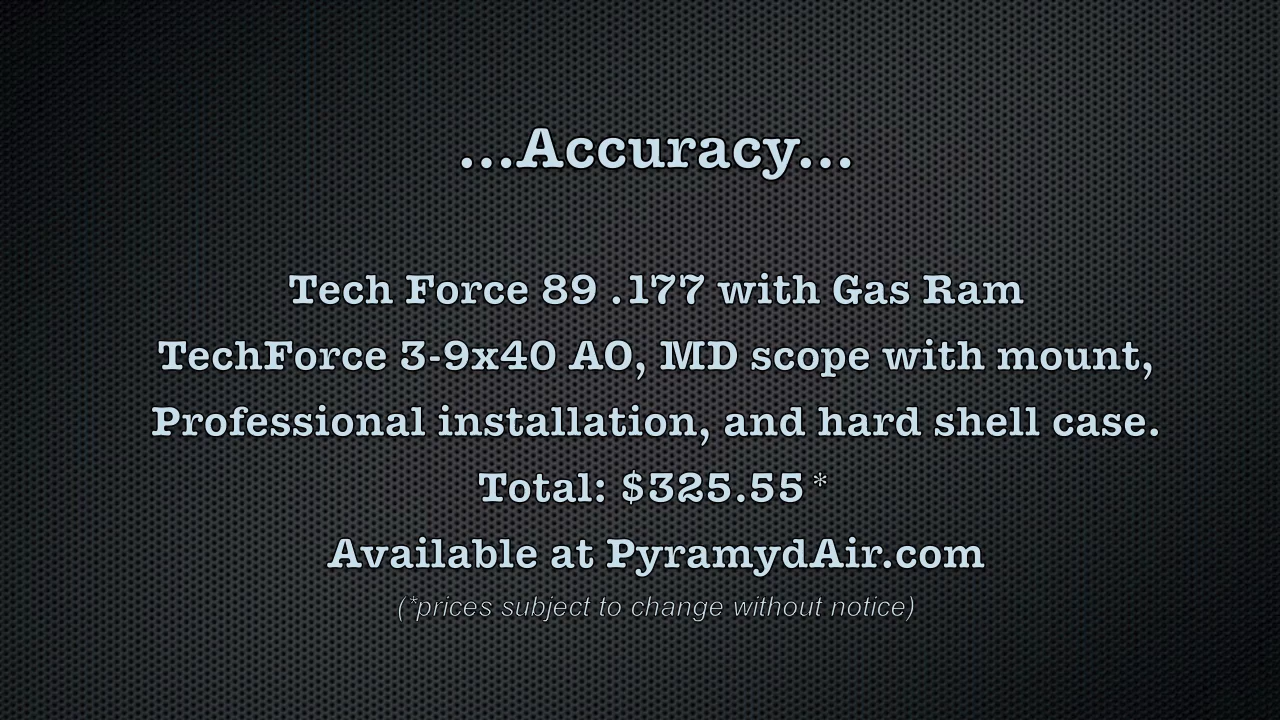 ...Accuracy...
Tech Force 89 .177 with Gas Ram
TechForce 3-9x40 AO, MD scope with mount,
Professional installation, and hard shell case.
Total: $325.55*
Available at PyramydAir.com
(*prices subject to change without notice)